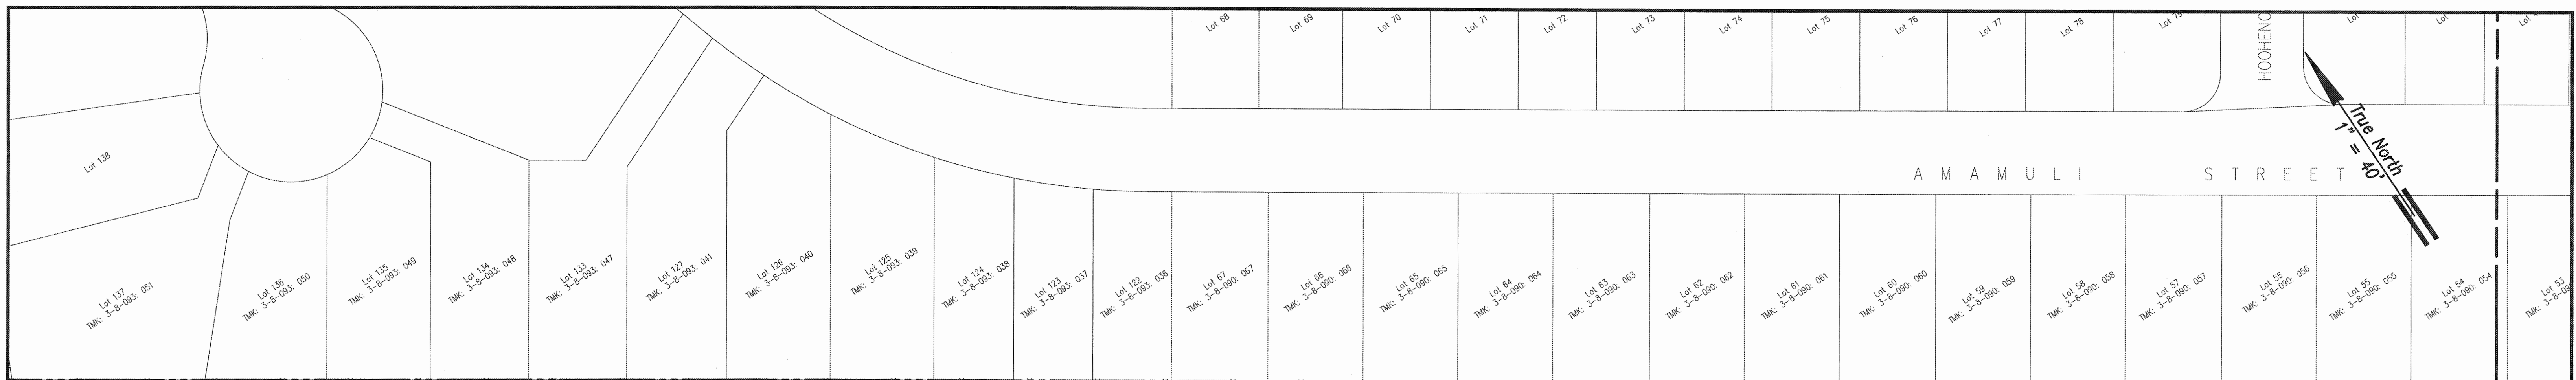 Lot 68
Lot 69
Lot 70
Lot 71
Lot 72
Lot 73
Lot 74
Lot 75
Lot 76
Lot 77
Lot 78
HOOHENO
True North
1" = 40'
AMAMULI STREET
Lot 138
Lot 137
TMK: 3-8-093: 051
Lot 136
TMK: 3-8-093: 050
Lot 135
TMK: 3-8-093: 049
Lot 134
TMK: 3-8-093: 048
Lot 133
TMK: 3-8-093: 047
Lot 127
TMK: 3-8-093: 041
Lot 126
TMK: 3-8-093: 040
Lot 125
TMK: 3-8-093: 039
Lot 124
TMK: 3-8-093: 038
Lot 123
TMK: 3-8-093: 037
Lot 122
TMK: 3-8-093: 036
Lot 67
TMK: 3-8-090: 067
Lot 66
TMK: 3-8-090: 066
Lot 65
TMK: 3-8-090: 065
Lot 64
TMK: 3-8-090: 064
Lot 63
TMK: 3-8-090: 063
Lot 62
TMK: 3-8-090: 062
Lot 61
TMK: 3-8-090: 061
Lot 60
TMK: 3-8-090: 060
Lot 59
TMK: 3-8-090: 059
Lot 58
TMK: 3-8-090: 058
Lot 57
TMK: 3-8-090: 057
Lot 56
TMK: 3-8-090: 056
Lot 55
TMK: 3-8-090: 055
Lot 54
TMK: 3-8-090: 054
Lot 53
TMK: 3-8-09
Lot
Lot
Lot
Lot